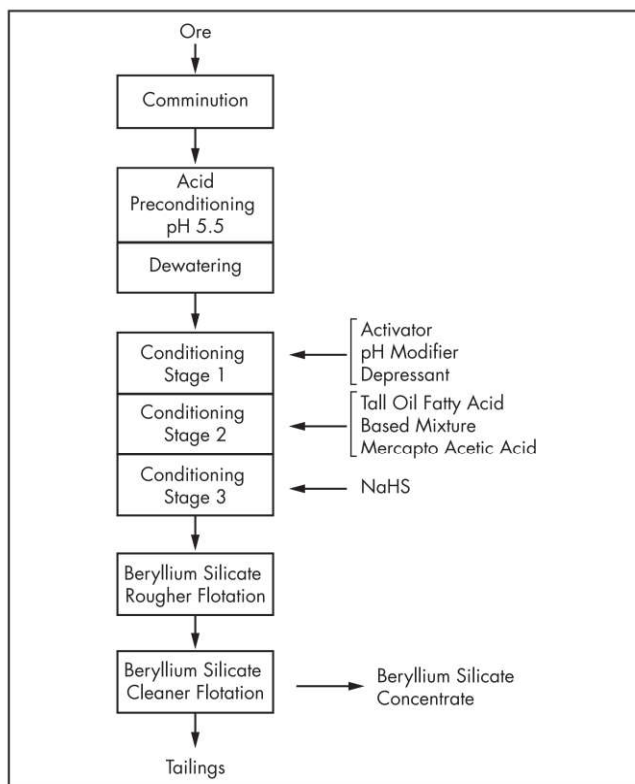 Ore
Comminution
Acid
Preconditioning
pH 5.5
Dewatering
Conditioning
Stage 1
Activator
pH Modifier
Depressant
Conditioning
Stage 2
Tall Oil Fatty Acid
Based Mixture
Mercapto Acetic Acid
Conditioning
Stage 3
NaHS
Beryllium Silicate
Rougher Flotation
Beryllium Silicate
Cleaner Flotation
Beryllium Silicate
Concentrate
Tailings